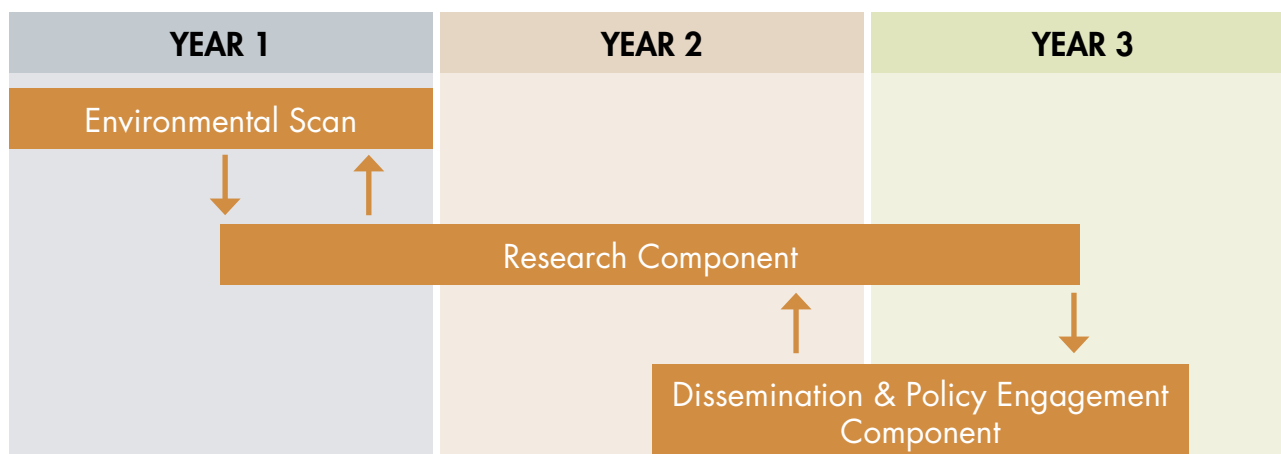 YEAR 1
YEAR 2
YEAR 3
Environmental Scan
Research Component
Dissemination & Policy Engagement
Component